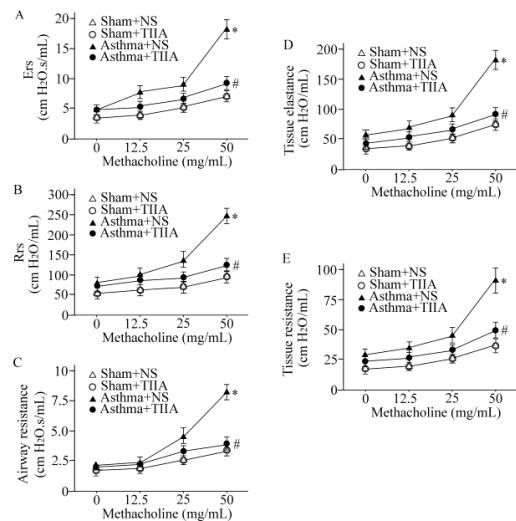 A
△ Sham+NS
○ Sham+TIIA
▲ Asthma+NS
● Asthma+TIIA
Ers
(cm H2O.s/mL)
20
15
10
5
0
*
#
0 12.5 25 50
Methacholine (mg/mL)
B
△ Sham+NS
○ Sham+TIIA
▲ Asthma+NS
● Asthma+TIIA
Rrs
(cm H2O/mL)
300
250
200
150
100
50
0
*
#
0 12.5 25 50
Methacholine (mg/mL)
C
△ Sham+NS
○ Sham+TIIA
▲ Asthma+NS
● Asthma+TIIA
Airway resistance
(cm H2O.s/mL)
10
7.5
5.0
2.5
0
*
#
0 12.5 25 50
Methacholine (mg/mL)
D
△ Sham+NS
○ Sham+TIIA
▲ Asthma+NS
● Asthma+TIIA
Tissue elastance
(cm H2O/mL)
200
150
100
50
0
*
#
0 12.5 25 50
Methacholine (mg/mL)
E
△ Sham+NS
○ Sham+TIIA
▲ Asthma+NS
● Asthma+TIIA
Tissue resistance
(cm H2O/mL)
100
75
50
25
0
*
#
0 12.5 25 50
Methacholine (mg/mL)